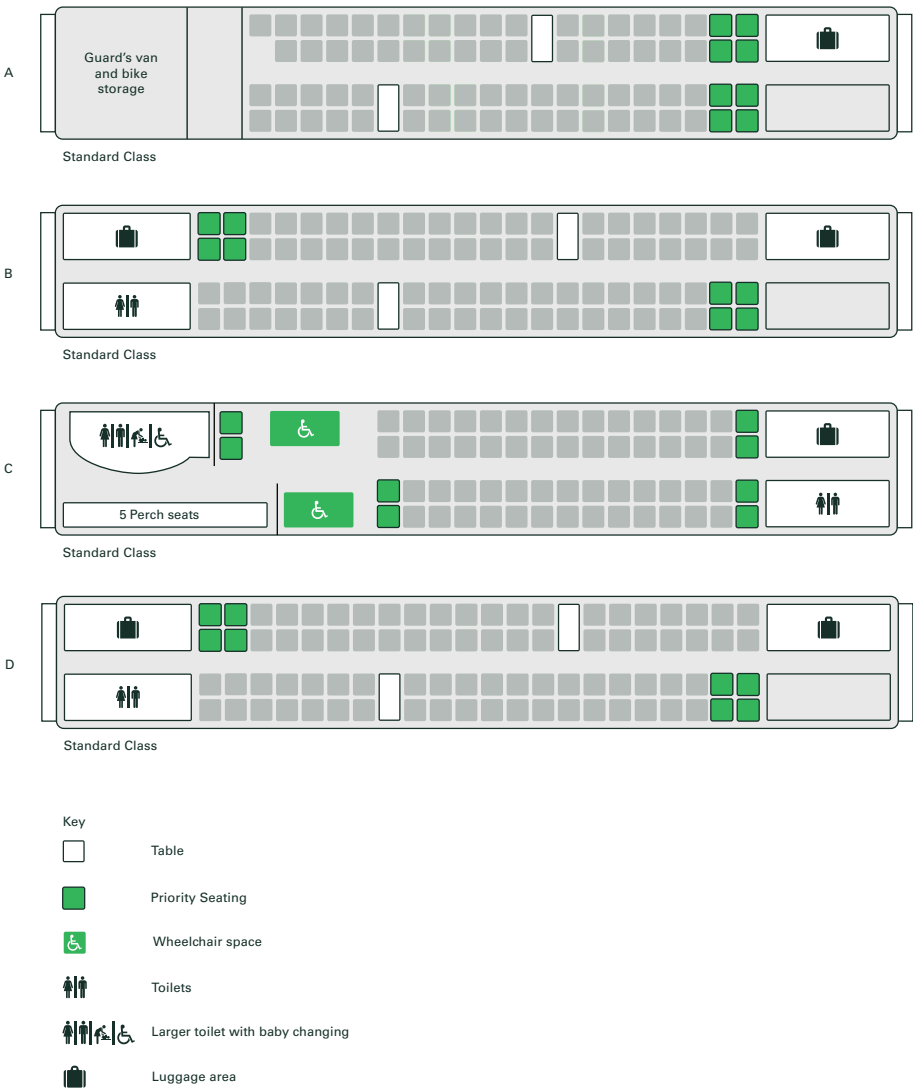 A
Guard's van
and bike
storage
Standard Class
B
Standard Class
C
5 Perch seats
Standard Class
D
Standard Class
Key
Table
Priority Seating
Wheelchair space
Toilets
Larger toilet with baby changing
Luggage area